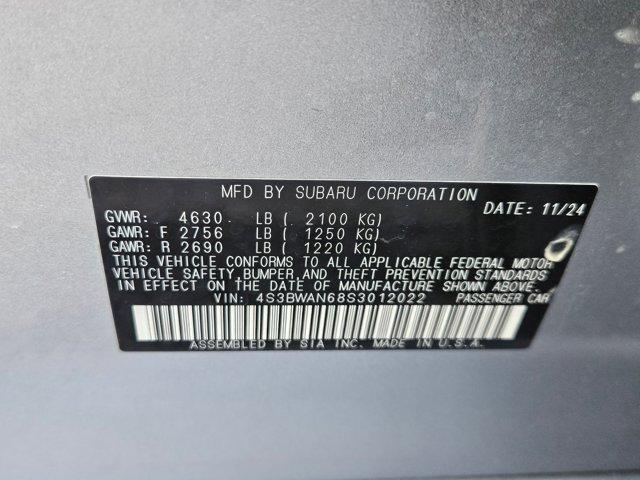 MFD BY SUBARU CORPORATION
DATE: 11/24
GVWR: 4630 LB ( 2100 KG)
GAWR: F 2756 LB ( 1250 KG)
GAWR: R 2690 LB ( 1220 KG)
THIS VEHICLE CONFORMS TO ALL APPLICABLE FEDERAL MOTOR
VEHICLE SAFETY, BUMPER, AND THEFT PREVENTION STANDARDS
IN EFFECT ON THE DATE OF MANUFACTURE SHOWN ABOVE.
VIN: 4S3BWAN68S3012022 PASSENGER CAR
ASSEMBLED BY SIA INC. MADE IN U.S.A.